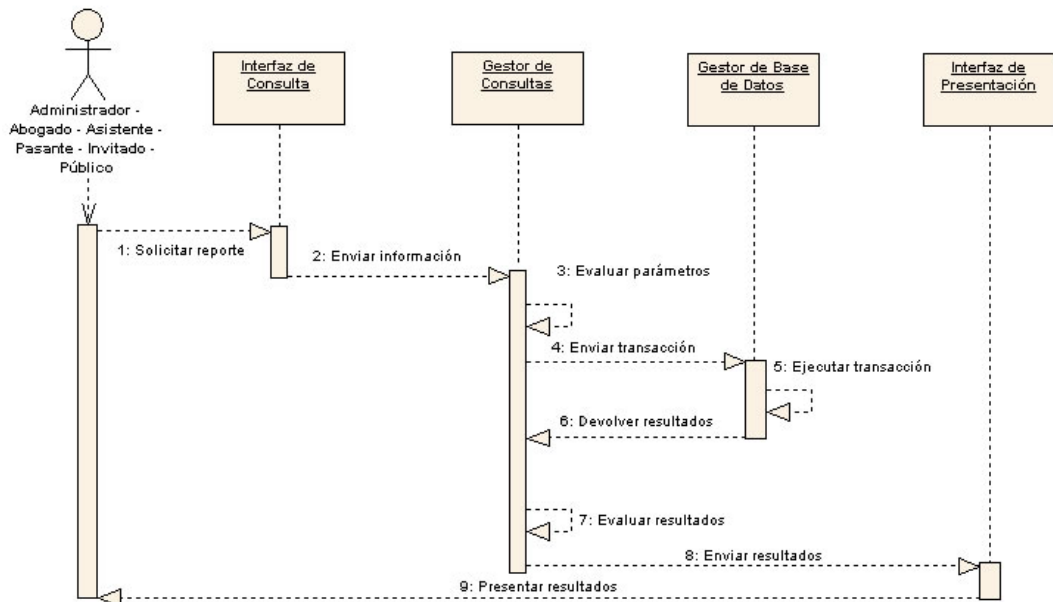 Interfaz de
Consulta
Gestor de
Consultas
Gestor de Base
de Datos
Interfaz de
Presentación
Administrador -
Abogado - Asistente -
Pasante - Invitado -
Público
1: Solicitar reporte
2: Enviar información
3: Evaluar parámetros
4: Enviar transacción
5: Ejecutar transacción
6: Devolver resultados
7: Evaluar resultados
8: Enviar resultados
9: Presentar resultados